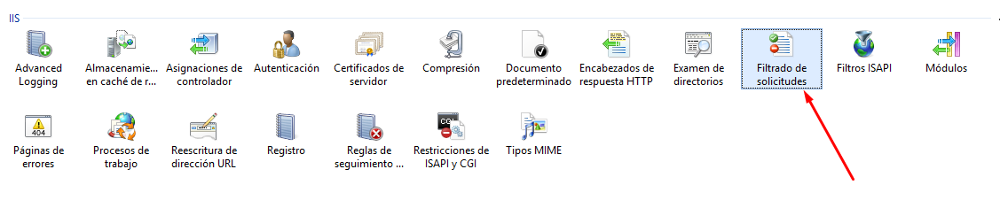 IIS
Advanced
Logging
Almacenamie...
en caché de r...
Asignaciones de
controlador
Autenticación
Certificados de
servidor
Compresión
Documento
predeterminado
Encabezados de
respuesta HTTP
Examen de
directorios
Filtrado de
solicitudes
Filtros ISAPI
Módulos
404
Páginas de
errores
Procesos de
trabajo
Reescritura de
dirección URL
Registro
Reglas de
seguimiento ...
CGI
Restricciones de
ISAPI y CGI
Tipos MIME